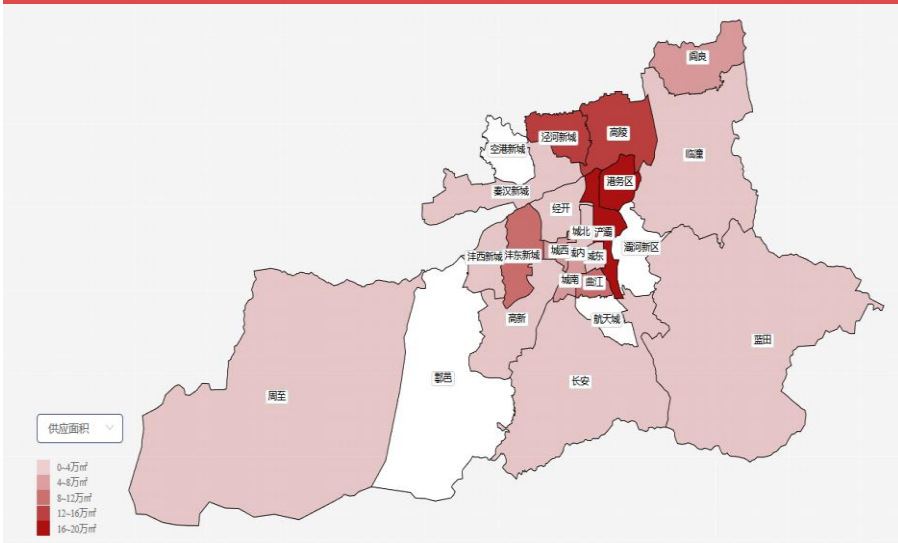 阎良
泾河新城
高陵
空港新城
临潼
港务区
秦汉新城
经开
城北
浐灞
灞河新区
沣西新城
沣东新城
城西
城内
城东
城南
曲江
高新
航天城
蓝田
鄠邑
长安
周至
供应面积
0~4万㎡
4~8万㎡
8~12万㎡
12~16万㎡
16~20万㎡